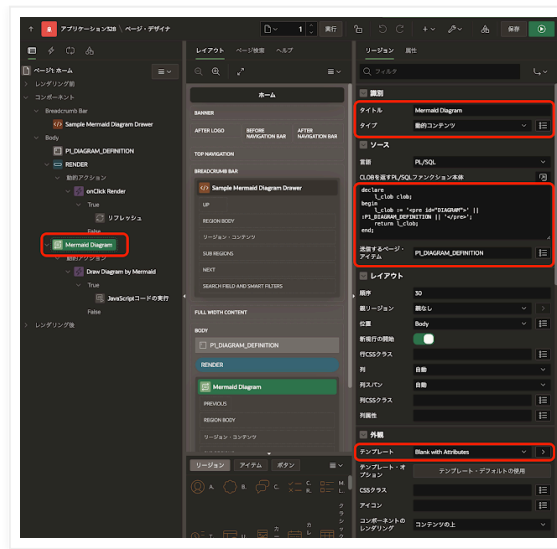 アプリケーション328 \ ページ・デザイナ
1
実行
保存
ページ1: ホーム
レンダリング前
コンポーネント
Breadcrumb Bar
Sample Mermaid Diagram Drawer
Body
P1_DIAGRAM_DEFINITION
RENDER
動的アクション
onClick Render
True
リフレッシュ
False
Mermaid Diagram
動的アクション
Draw Diagram by Mermaid
True
JavaScriptコードの実行
False
レンダリング後
レイアウト ページ検索 ヘルプ
ホーム
BANNER
AFTER LOGO BEFORE NAVIGATION BAR AFTER NAVIGATION BAR
TOP NAVIGATION
BREADCRUMB BAR
Sample Mermaid Diagram Drawer
UP
REGION BODY
リージョン・コンテンツ
SUB REGIONS
NEXT
SEARCH FIELD AND SMART FILTERS
FULL WIDTH CONTENT
BODY
P1_DIAGRAM_DEFINITION
RENDER
Mermaid Diagram
PREVIOUS
REGION BODY
リージョン・コンテンツ
SUB REGIONS
リージョン アイテム ボタン
リージョン 属性
フィルタ
識別
タイトル Mermaid Diagram
タイプ 動的コンテンツ
ソース
言語 PL/SQL
CLOBを返すPL/SQLファンクション本体
declare
l_clob clob;
begin
l_clob := '<pre id="DIAGRAM">' ||
:P1_DIAGRAM_DEFINITION || '</pre>';
return l_clob;
end;
送信するページ・アイテム P1_DIAGRAM_DEFINITION
レイアウト
順序 30
親リージョン 親なし
位置 Body
新規行の開始
行CSSクラス
列 自動
列スパン 自動
列CSSクラス
列属性
外観
テンプレート Blank with Attributes
テンプレート・オプション テンプレート・デフォルトの使用
CSSクラス
アイコン
コンポーネントのレンダリング コンテンツの上